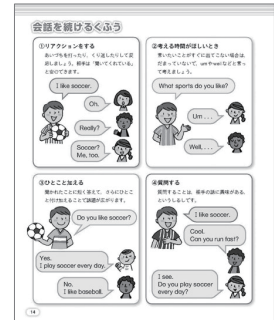 会話を続けるくふう
①リアクションをする
あいづちを打ったり、くり返したりして反
応しましょう。相手は「聞いてくれている」
と安心できます。
I like soccer.
Oh.
Really?
Soccer?
Me, too.
②考える時間がほしいとき
言いたいことがすぐに出てこない場合は、
だまっていないで、umやwellなどと言っ
て考えましょう。
What sports do you like?
Um . . .
Well, . . .
③ひとこと加える
聞かれたことに短く答えて、さらにひとこ
と付け加えることで話題が広がります。
Do you like soccer?
Yes.
I play soccer every day.
No.
I like baseball.
④質問する
質問することは、相手の話に興味がある、
というしるしです。
I like soccer.
Cool.
Can you run fast?
I see.
Do you play soccer
every day?
14